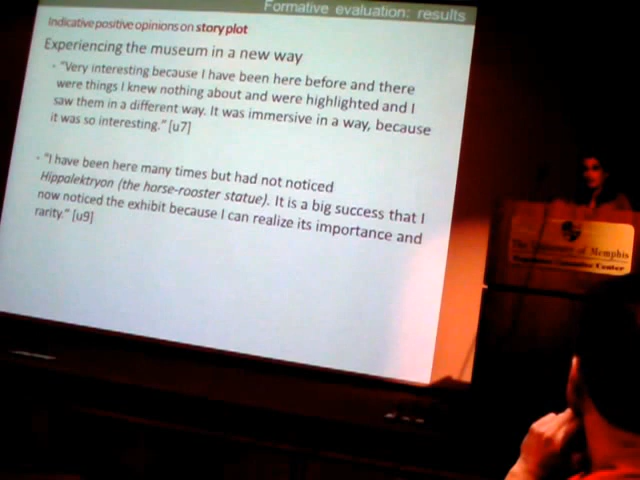 Formative evaluation: results
Indicative positive opinions on story plot
Experiencing the museum in a new way
- "Very interesting because I have been here before and there
were things I knew nothing about and were highlighted and I
saw them in a different way. It was immersive in a way, because
it was so interesting." [u7]
- "I have been here many times but had not noticed
Hippalektryon (the horse-rooster statue). It is a big success that I
now noticed the exhibit because I can realize its importance and
rarity." [u9]
The University of Memphis
Center